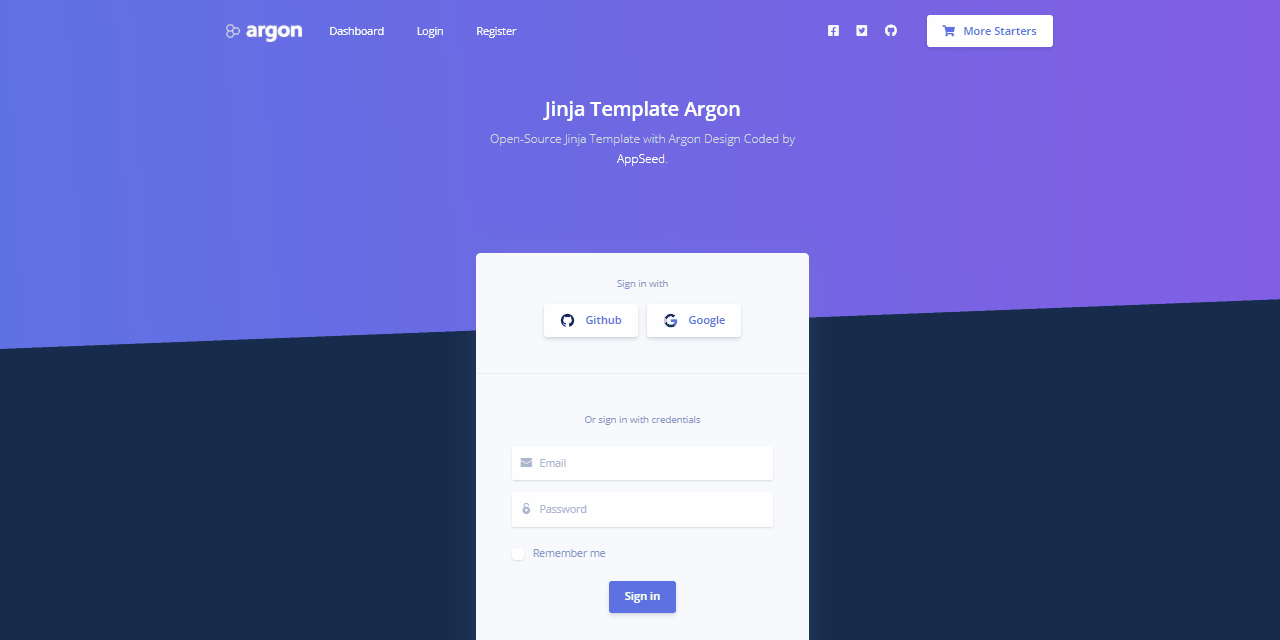 argon Dashboard Login Register More Starters
Jinja Template Argon
Open-Source Jinja Template with Argon Design Coded by
AppSeed.
Sign in with
Github Google
Or sign in with credentials
Email
Password
Remember me
Sign in